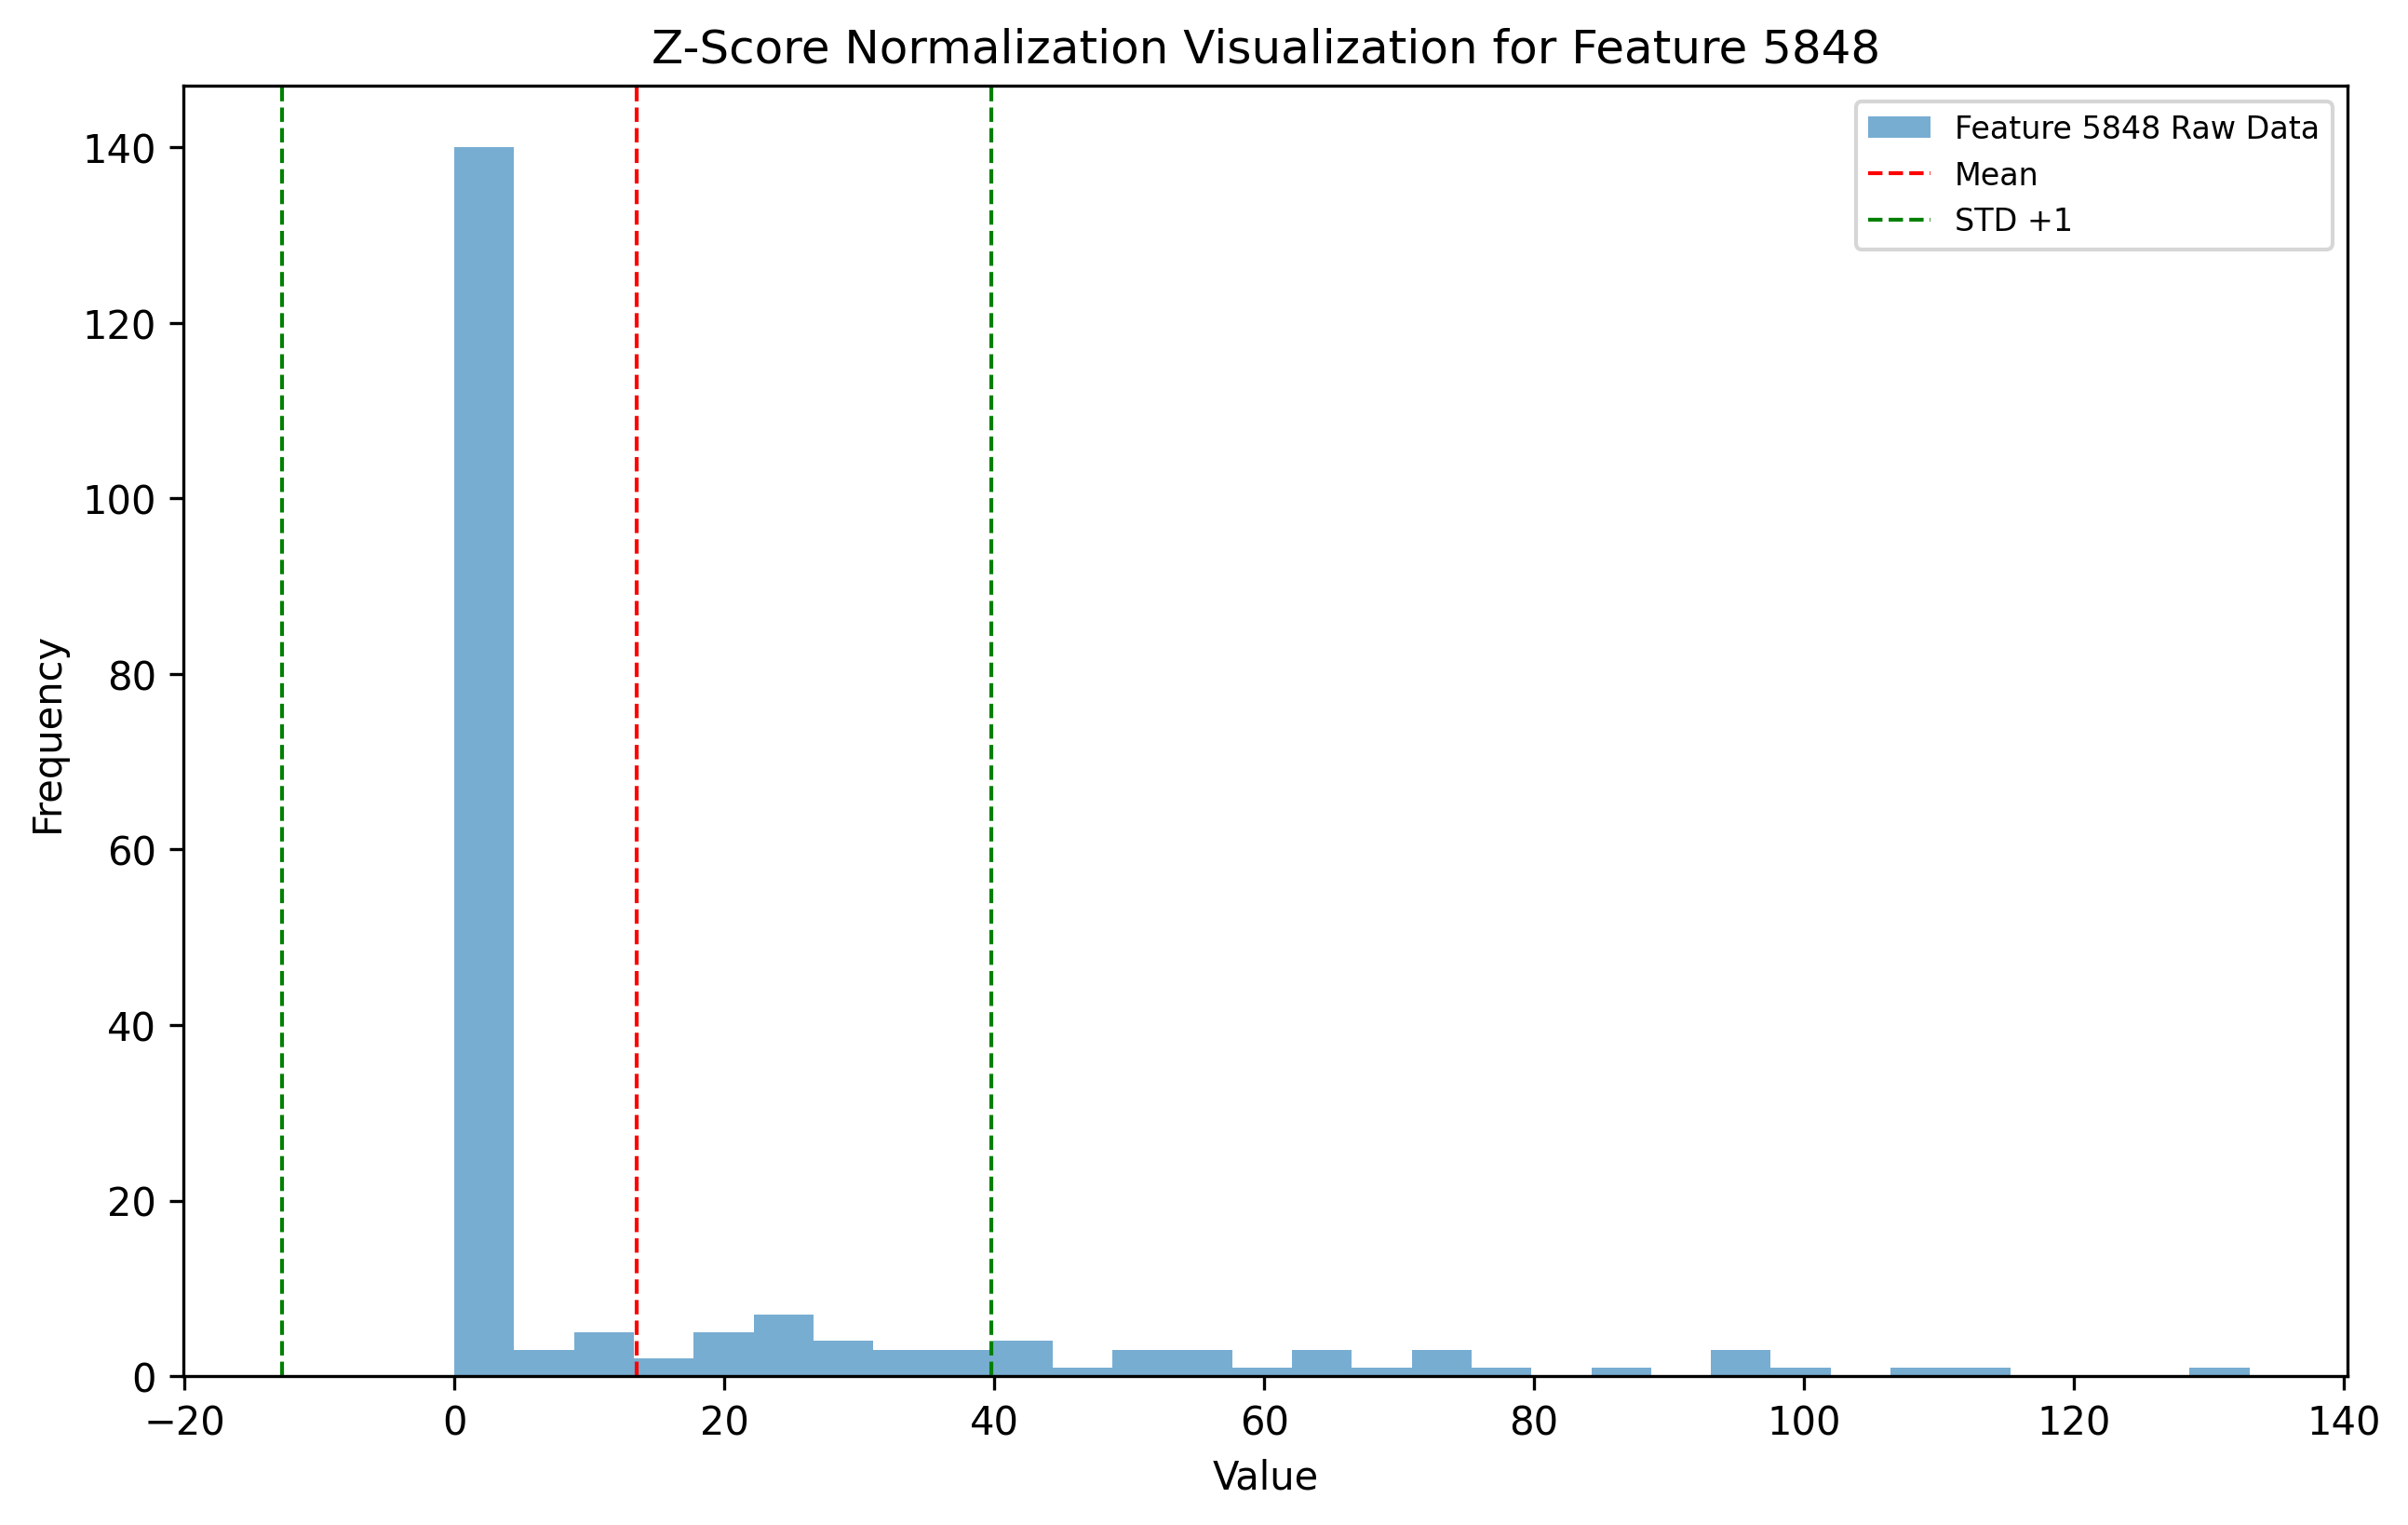 Z-Score Normalization Visualization for Feature 5848
Feature 5848 Raw Data
Mean
STD +1
140
120
100
80
60
40
20
0
Frequency
−20 0 20 40 60 80 100 120 140
Value